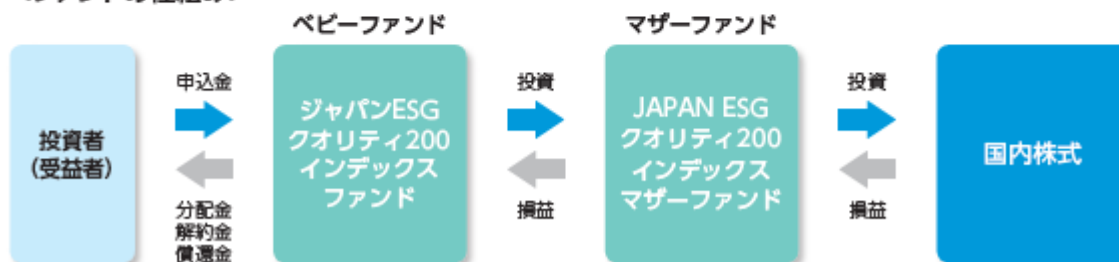 ベビーファンド
マザーファンド
投資者
(受益者)
申込金
分配金
解約金
償還金
ジャパンESG
クオリティ200
インデックス
ファンド
投資
損益
JAPAN ESG
クオリティ200
インデックス
マザーファンド
投資
損益
国内株式